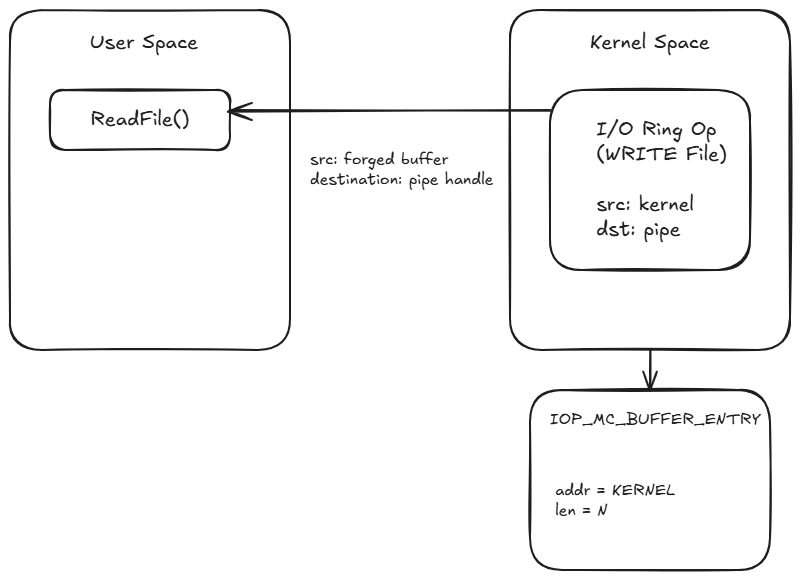 User Space
Kernel Space
ReadFile()
I/O Ring Op
(WRITE File)
src: kernel
dst: pipe
src: forged buffer
destination: pipe handle
IOP_MC_BUFFER_ENTRY
addr = KERNEL
len = N